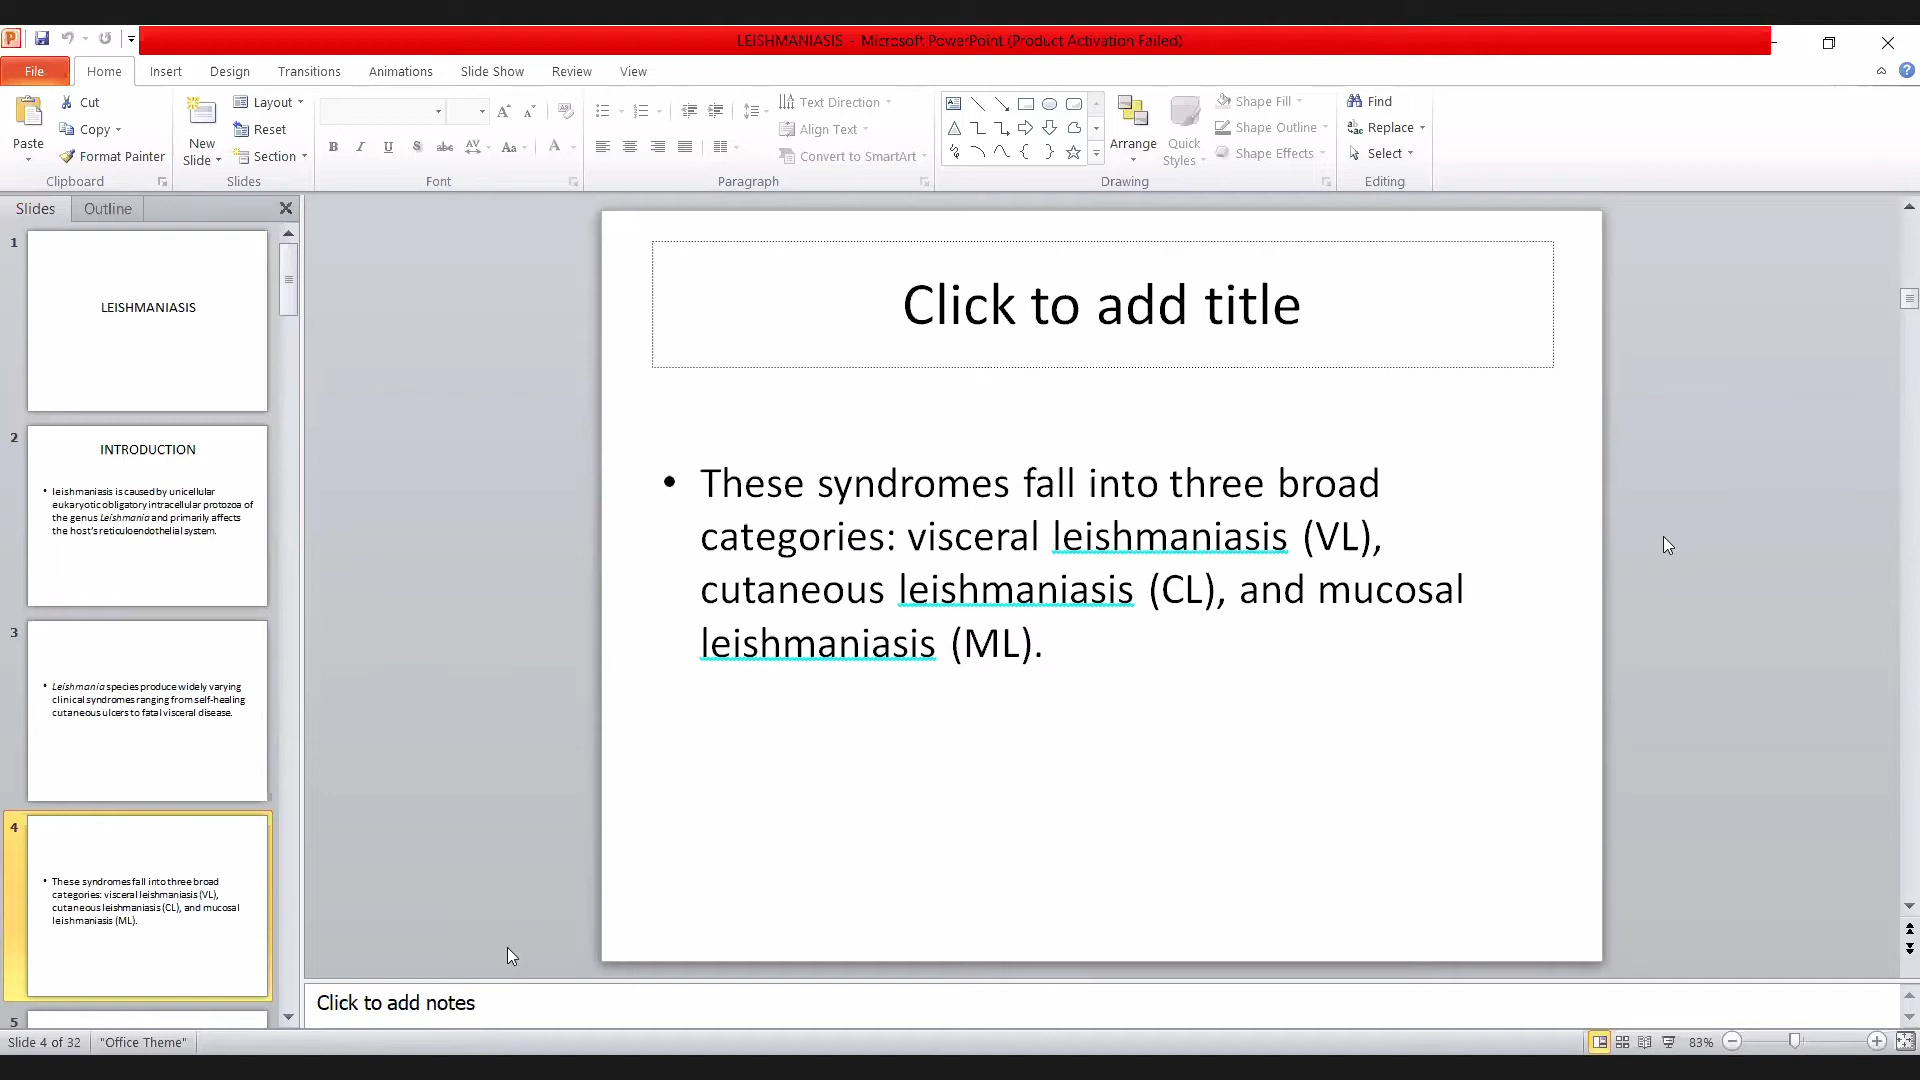 LEISHMANIASIS - Microsoft PowerPoint (Product Activation Failed)
File Home Insert Design Transitions Animations Slide Show Review View
Paste
Cut
Copy
Format Painter
Clipboard
New
Slide
Layout
Reset
Section
Slides
Font
Text Direction
Align Text
Convert to SmartArt
Paragraph
Arrange
Quick
Styles
Shape Fill
Shape Outline
Shape Effects
Drawing
Find
Replace
Select
Editing
Slides Outline
1
LEISHMANIASIS
2
INTRODUCTION
• leishmaniasis is caused by unicellular
eukaryotic obligatory intracellular protozoa of
the genus Leishmania and primarily affects
the host's reticuloendothelial system.
3
• Leishmania species produce widely varying
clinical syndromes ranging from self-healing
cutaneous ulcers to fatal visceral disease.
4
• These syndromes fall into three broad
categories: visceral leishmaniasis (VL),
cutaneous leishmaniasis (CL), and mucosal
leishmaniasis (ML).
5
Click to add title
• These syndromes fall into three broad
categories: visceral leishmaniasis (VL),
cutaneous leishmaniasis (CL), and mucosal
leishmaniasis (ML).
Click to add notes
Slide 4 of 32 "Office Theme" 83%